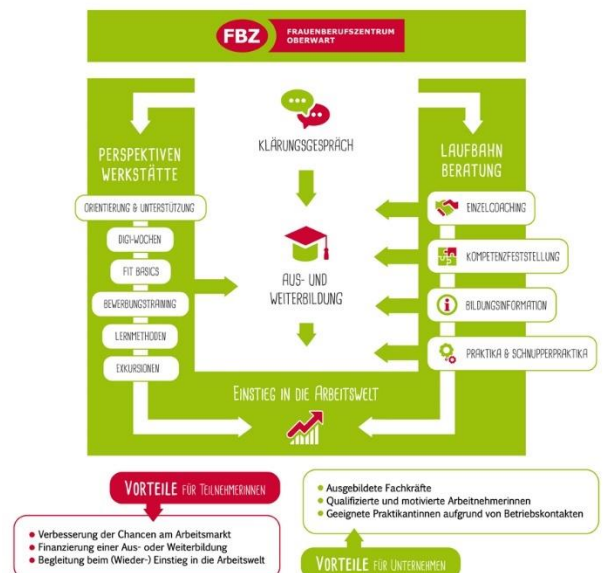 FBZ
FRAUENBERUFSZENTRUM
OBERWART
KLÄRUNGSGESPRÄCH
PERSPEKTIVEN
WERKSTÄTTE
ORIENTIERUNG & UNTERSTÜTZUNG
DIGI-WOCHEN
FIT BASICS
BEWERBUNGSTRAINING
LERNMETHODEN
EXKURSIONEN
AUS- UND
WEITERBILDUNG
LAUFBAHN
BERATUNG
EINZELCOACHING
KOMPETENZFESTSTELLUNG
BILDUNGSINFORMATION
PRAKTIKA & SCHNUPPERPRAKTIKA
EINSTIEG IN DIE ARBEITSWELT
VORTEILE FÜR TEILNEHMERINNEN
• Verbesserung der Chancen am Arbeitsmarkt
• Finanzierung einer Aus- oder Weiterbildung
• Begleitung beim (Wieder-) Einstieg in die Arbeitswelt
• Ausgebildete Fachkräfte
• Qualifizierte und motivierte Arbeitnehmerinnen
• Geeignete Praktikantinnen aufgrund von Betriebskontakten
VORTEILE FÜR UNTERNEHMEN